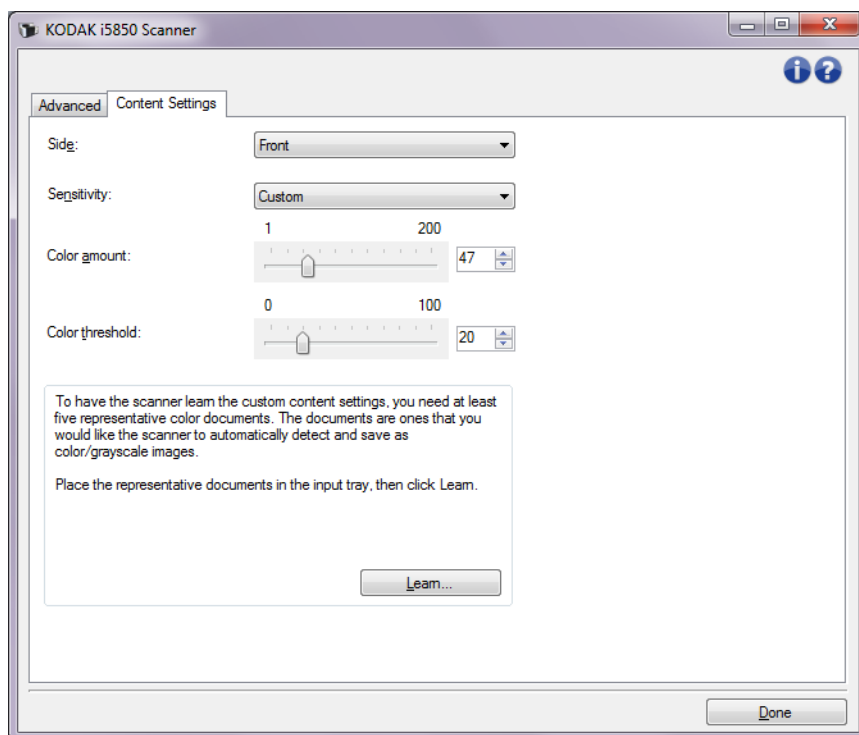 KODAK i5850 Scanner
Advanced
Content Settings
Side:
Front
Sensitivity:
Custom
1
200
Color amount:
47
0
100
Color threshold:
20
To have the scanner learn the custom content settings, you need at least
five representative color documents. The documents are ones that you
would like the scanner to automatically detect and save as
color/grayscale images.
Place the representative documents in the input tray, then click Learn.
Learn...
Done